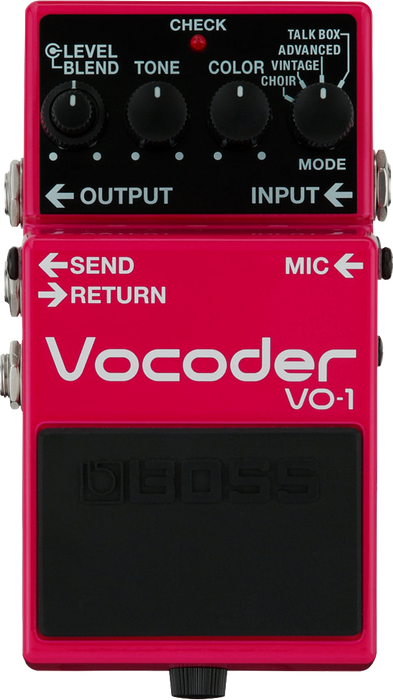 CHECK
LEVEL
BLEND
TONE
COLOR
TALK BOX
ADVANCED
VINTAGE
CHOIR
MODE
OUTPUT
INPUT
SEND
RETURN
MIC
Vocoder
VO-1
BOSS